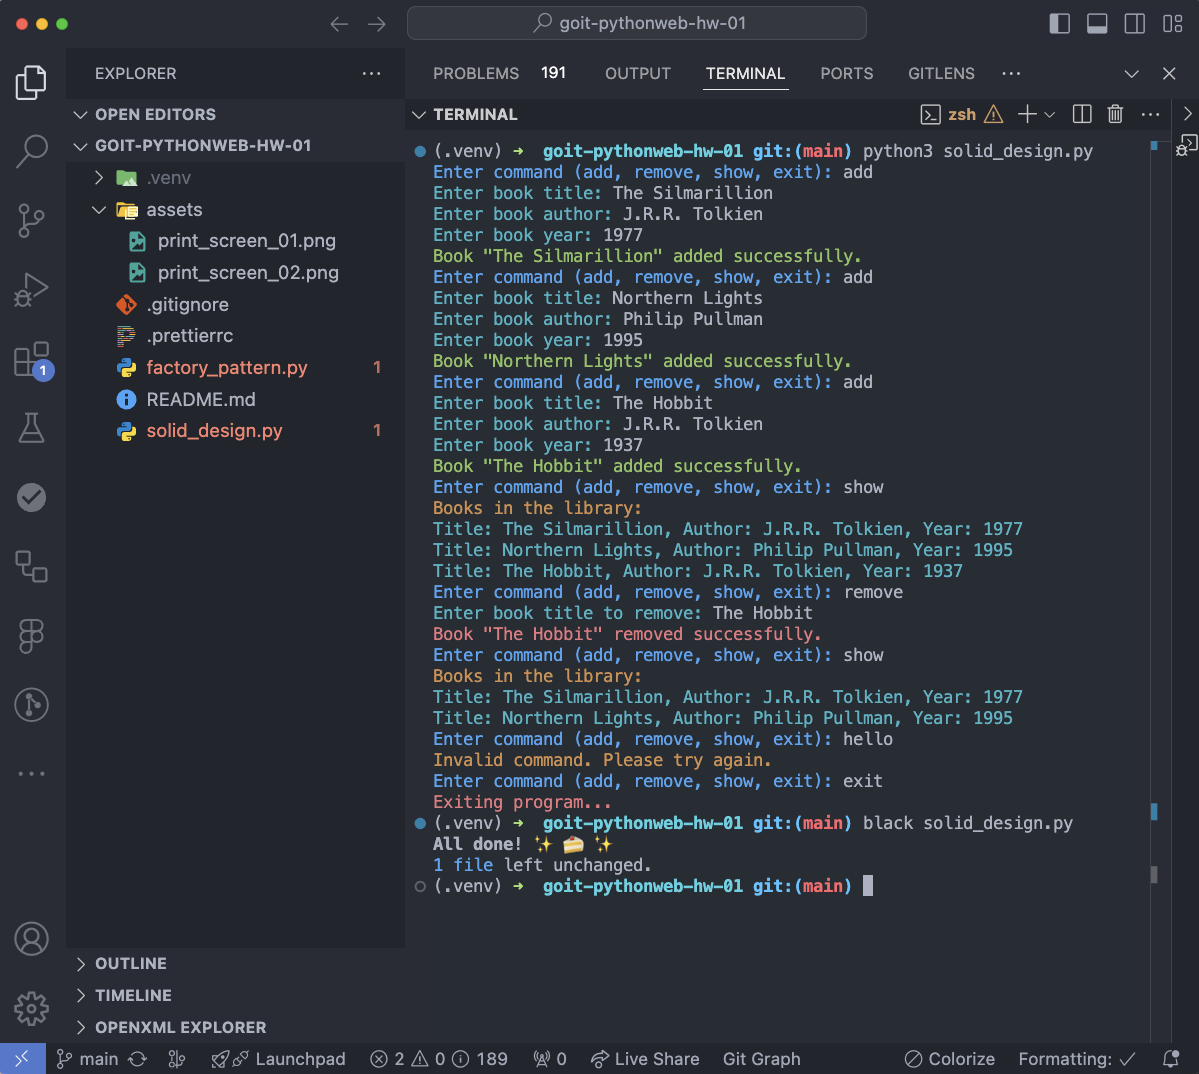 goit-pythonweb-hw-01
EXPLORER
OPEN EDITORS
GOIT-PYTHONWEB-HW-01
.venv
assets
print_screen_01.png
print_screen_02.png
.gitignore
.prettierrc
factory_pattern.py 1
README.md
solid_design.py 1
1
OUTLINE
TIMELINE
OPENXML EXPLORER
PROBLEMS 191 OUTPUT TERMINAL PORTS GITLENS
TERMINAL zsh
(.venv) → goit-pythonweb-hw-01 git:(main) python3 solid_design.py
Enter command (add, remove, show, exit): add
Enter book title: The Silmarillion
Enter book author: J.R.R. Tolkien
Enter book year: 1977
Book "The Silmarillion" added successfully.
Enter command (add, remove, show, exit): add
Enter book title: Northern Lights
Enter book author: Philip Pullman
Enter book year: 1995
Book "Northern Lights" added successfully.
Enter command (add, remove, show, exit): add
Enter book title: The Hobbit
Enter book author: J.R.R. Tolkien
Enter book year: 1937
Book "The Hobbit" added successfully.
Enter command (add, remove, show, exit): show
Books in the library:
Title: The Silmarillion, Author: J.R.R. Tolkien, Year: 1977
Title: Northern Lights, Author: Philip Pullman, Year: 1995
Title: The Hobbit, Author: J.R.R. Tolkien, Year: 1937
Enter command (add, remove, show, exit): remove
Enter book title to remove: The Hobbit
Book "The Hobbit" removed successfully.
Enter command (add, remove, show, exit): show
Books in the library:
Title: The Silmarillion, Author: J.R.R. Tolkien, Year: 1977
Title: Northern Lights, Author: Philip Pullman, Year: 1995
Enter command (add, remove, show, exit): hello
Invalid command. Please try again.
Enter command (add, remove, show, exit): exit
Exiting program...
(.venv) → goit-pythonweb-hw-01 git:(main) black solid_design.py
All done! ✨ 🍰 ✨
1 file left unchanged.
(.venv) → goit-pythonweb-hw-01 git:(main)
main Launchpad 2 0 189 0 Live Share Git Graph Colorize Formatting: ✓